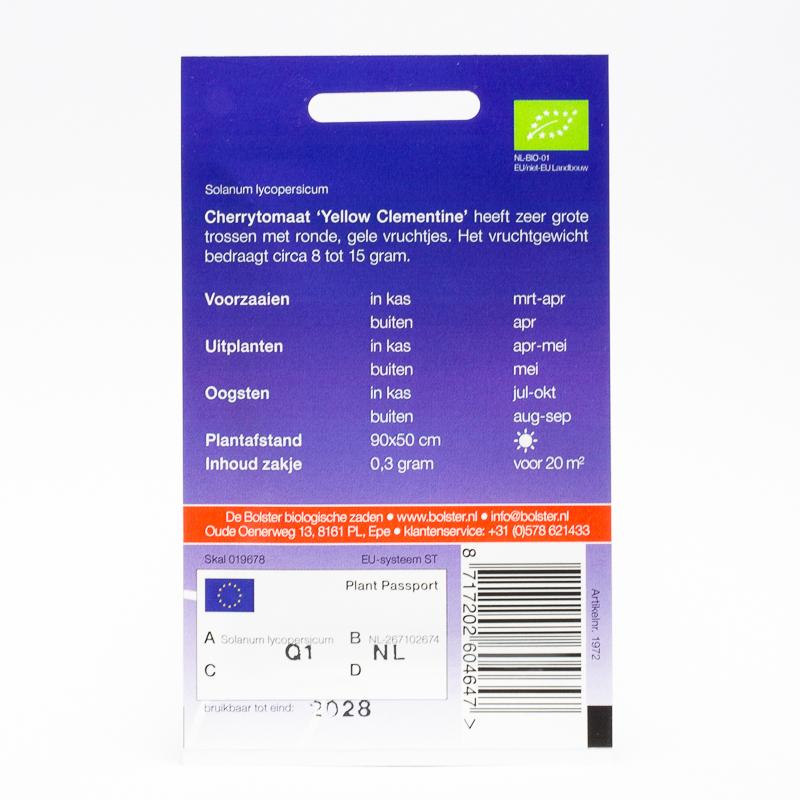 NL-BIO-01
EU/niet-EU Landbouw
Solanum lycopersicum
Cherrytomaat ‘Yellow Clementine’ heeft zeer grote
trossen met ronde, gele vruchtjes. Het vruchtgewicht
bedraagt circa 8 tot 15 gram.
Voorzaaien in kas mrt-apr
buiten apr
Uitplanten in kas apr-mei
buiten mei
Oogsten in kas jul-okt
buiten aug-sep
Plantafstand 90x50 cm
Inhoud zakje 0,3 gram voor 20 m²
De Bolster biologische zaden • www.bolster.nl • info@bolster.nl
Oude Oenerweg 13, 8161 PL, Epe • klantenservice: +31 (0)578 621433
Skal 019678 EU-systeem ST
Plant Passport
A Solanum lycopersicum B NL-267102674
Q1 NL
C D
bruikbaar tot eind: 2028
8 717202 604647 >
Artikelnr. 1972